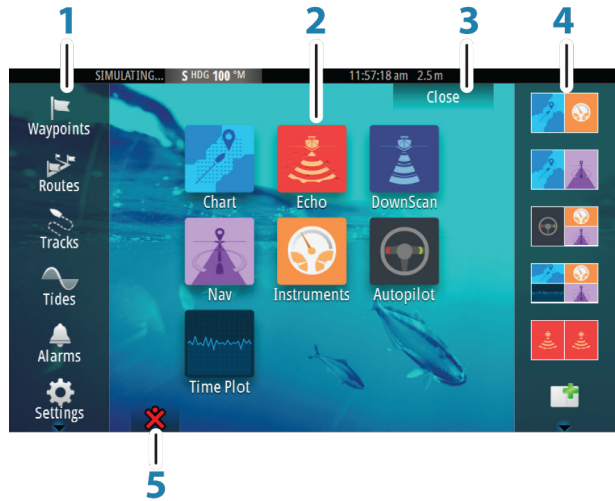 1 2 3 4
SIMULATING... S HDG 100 °M 11:57:18 am 2.5 m
Close
Waypoints
Routes
Tracks
Tides
Alarms
Settings
Chart Echo DownScan
Nav Instruments Autopilot
Time Plot
5